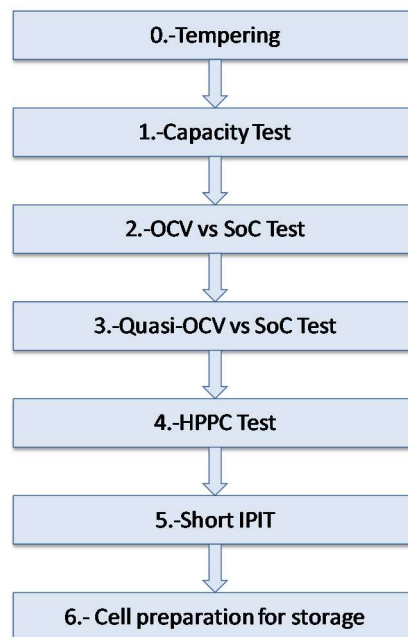 0.-Tempering
1.-Capacity Test
2.-OCV vs SoC Test
3.-Quasi-OCV vs SoC Test
4.-HPPC Test
5.-Short IPIT
6.- Cell preparation for storage